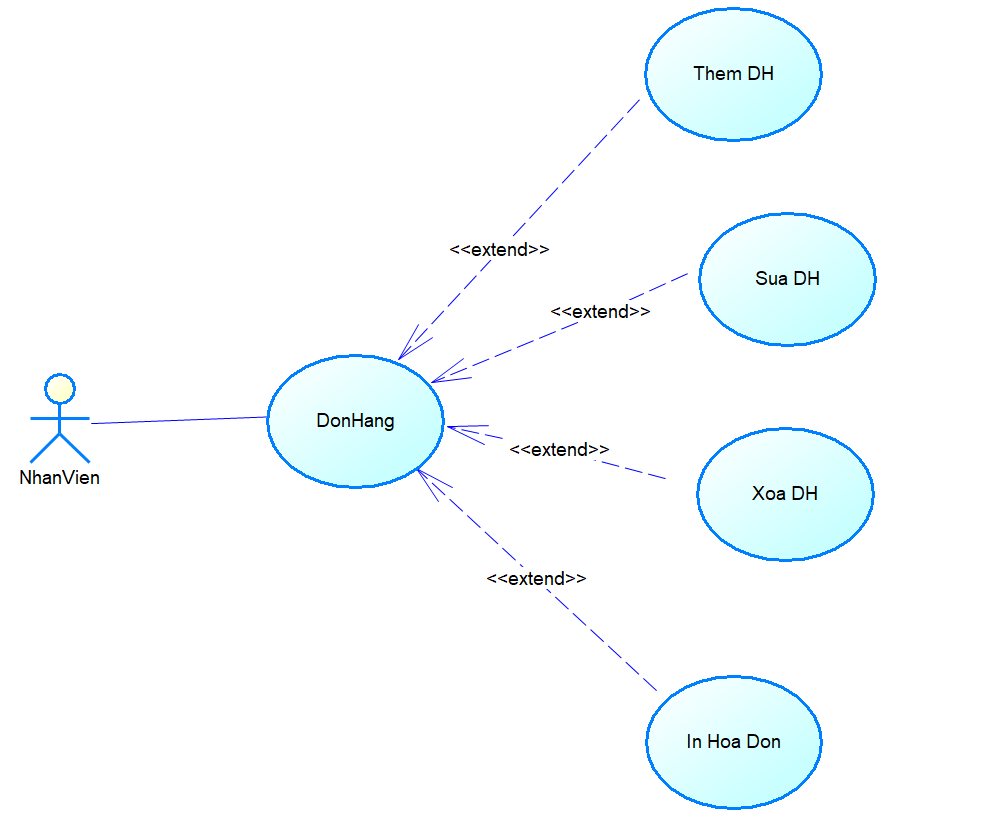 Them DH
<<extend>>
Sua DH
<<extend>>
DonHang
<<extend>>
NhanVien
Xoa DH
<<extend>>
In Hoa Don